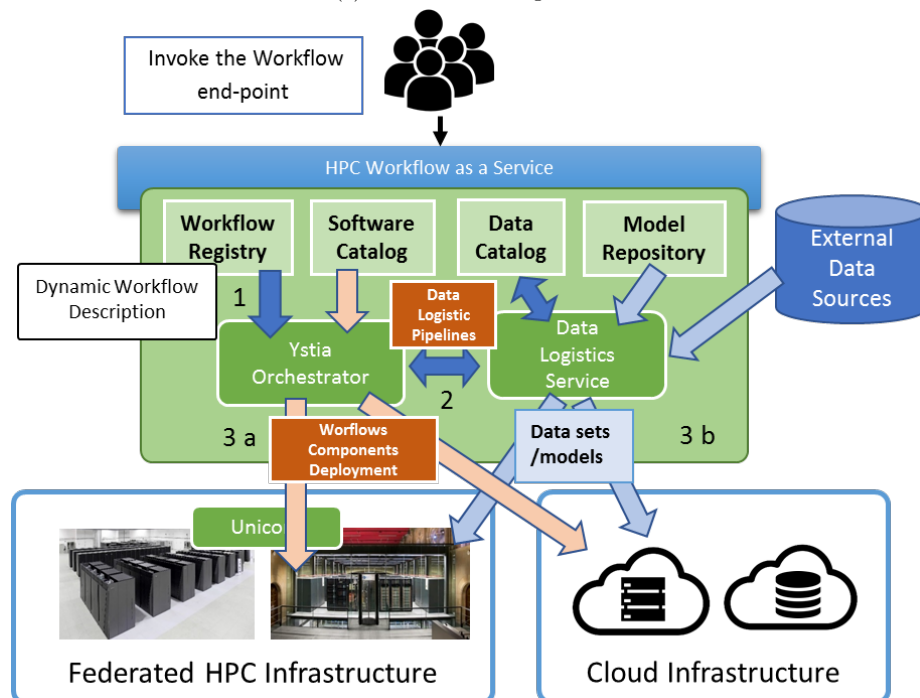 Invoke the Workflow
end-point
HPC Workflow as a Service
Workflow
Registry
Software
Catalog
Data
Catalog
Model
Repository
External
Data
Sources
Dynamic Workflow
Description
1
Data
Logistic
Pipelines
Ystia
Orchestrator
Data
Logistics
Service
2
3 a
Worflows
Components
Deployment
Data sets
/models
3 b
Unico
Federated HPC Infrastructure
Cloud Infrastructure